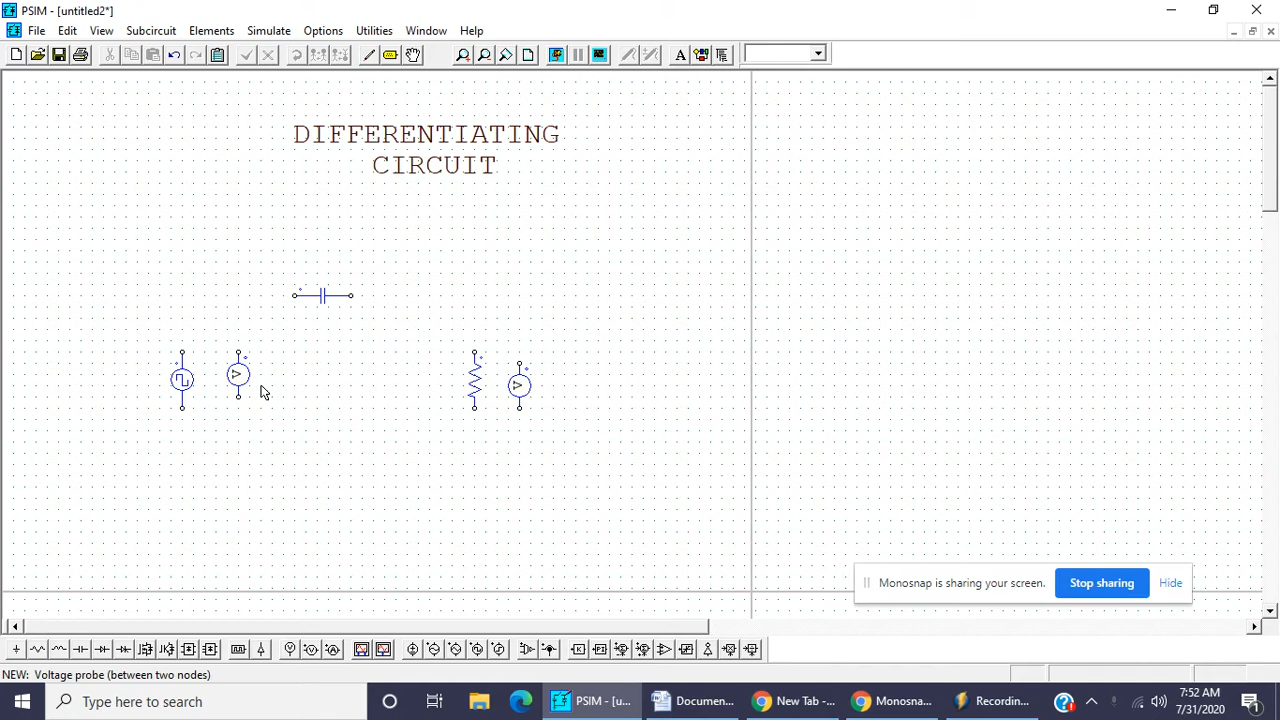 PSIM - [untitled2*]
File Edit View Subcircuit Elements Simulate Options Utilities Window Help
DIFFERENTIATING
CIRCUIT
Monosnap is sharing your screen. Stop sharing Hide
NEW: Voltage probe (between two nodes)
Type here to search
PSIM - [u... Documen... New Tab -... Monosna... Recordin...
7:52 AM
7/31/2020